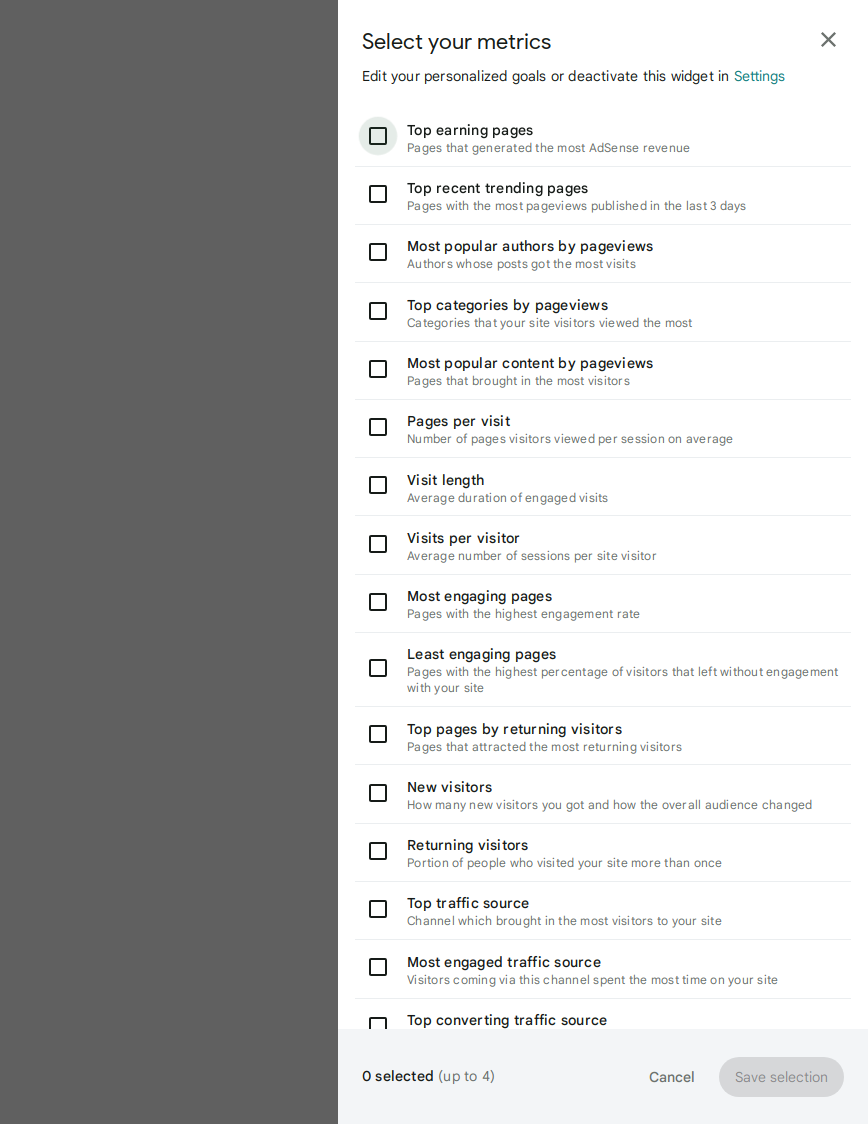 Select your metrics
Edit your personalized goals or deactivate this widget in Settings
Top earning pages
Pages that generated the most AdSense revenue
Top recent trending pages
Pages with the most pageviews published in the last 3 days
Most popular authors by pageviews
Authors whose posts got the most visits
Top categories by pageviews
Categories that your site visitors viewed the most
Most popular content by pageviews
Pages that brought in the most visitors
Pages per visit
Number of pages visitors viewed per session on average
Visit length
Average duration of engaged visits
Visits per visitor
Average number of sessions per site visitor
Most engaging pages
Pages with the highest engagement rate
Least engaging pages
Pages with the highest percentage of visitors that left without engagement
with your site
Top pages by returning visitors
Pages that attracted the most returning visitors
New visitors
How many new visitors you got and how the overall audience changed
Returning visitors
Portion of people who visited your site more than once
Top traffic source
Channel which brought in the most visitors to your site
Most engaged traffic source
Visitors coming via this channel spent the most time on your site
Top converting traffic source
0 selected (up to 4)
Cancel
Save selection